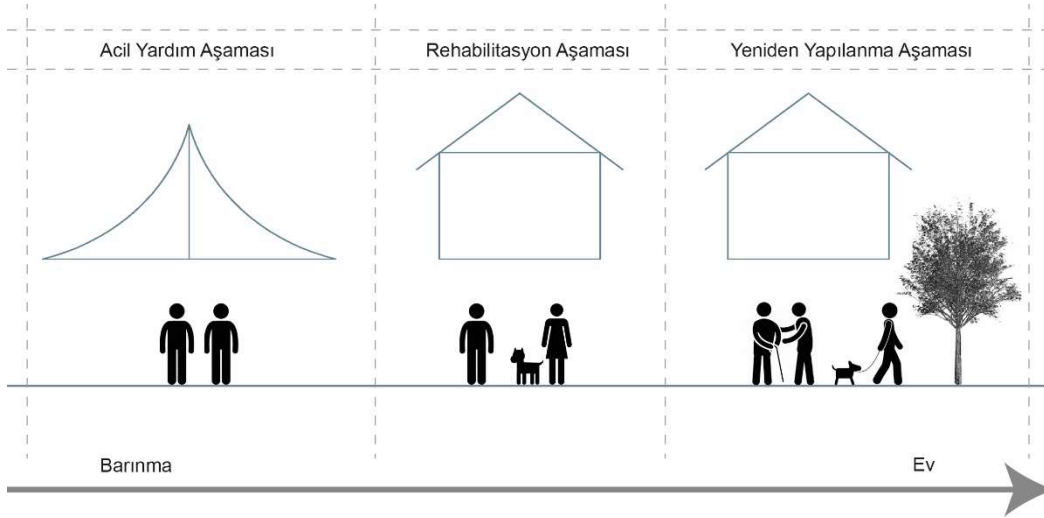 Acil Yardım Aşaması
Rehabilitasyon Aşaması
Yeniden Yapılanma Aşaması
Barınma
Ev